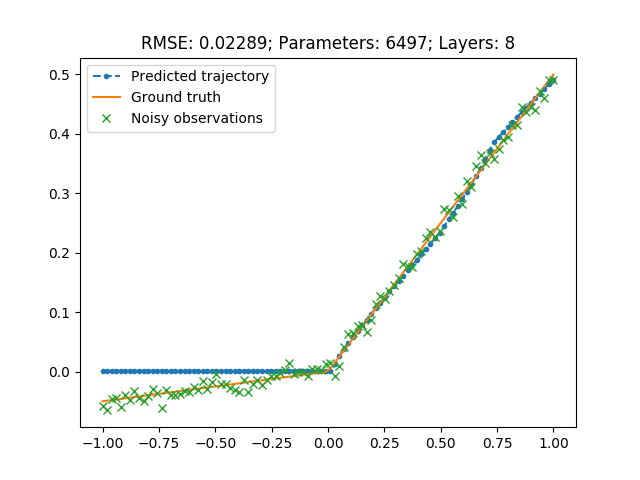 RMSE: 0.02289; Parameters: 6497; Layers: 8
0.5
0.4
0.3
0.2
0.1
0.0
Predicted trajectory
Ground truth
Noisy observations
−1.00 −0.75 −0.50 −0.25 0.00 0.25 0.50 0.75 1.00